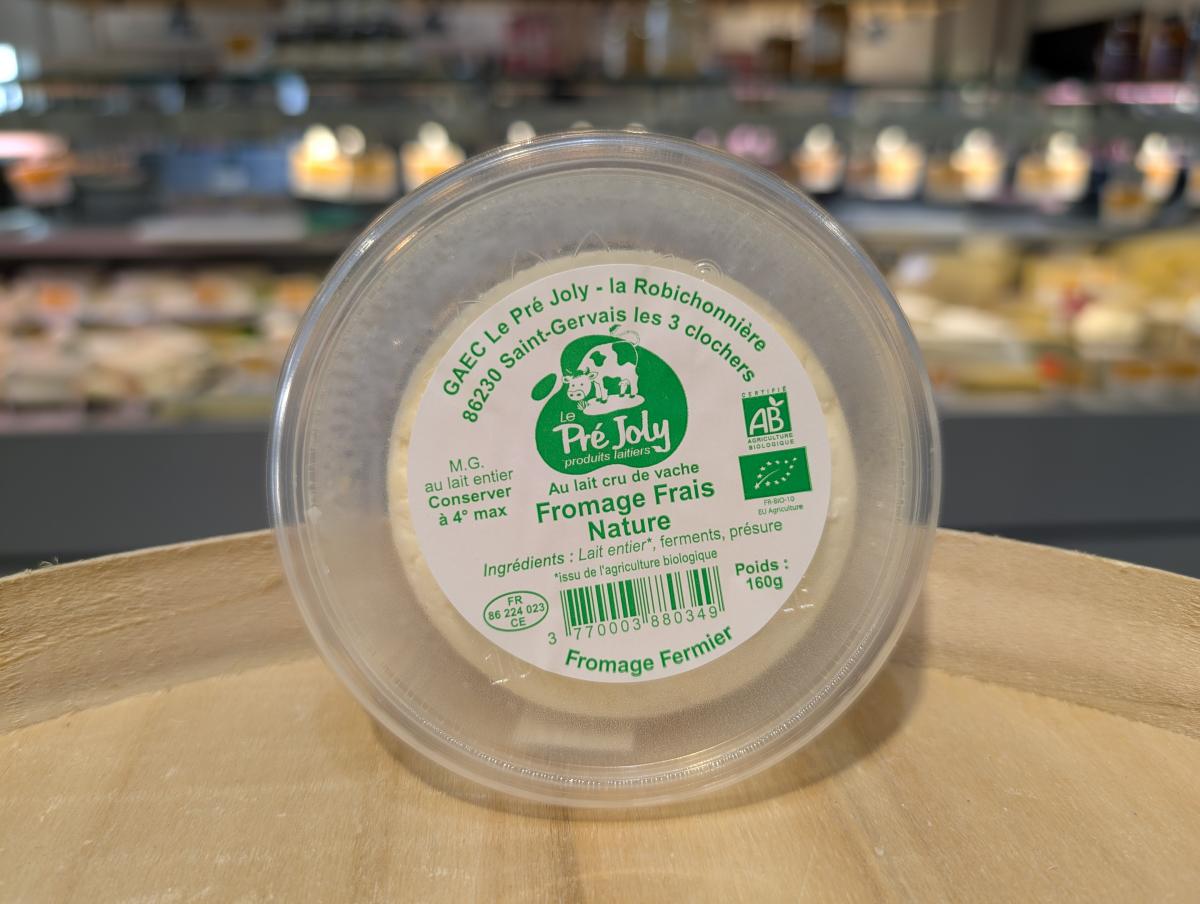 GAEC Le Pré Joly - la Robichonnière
86230 Saint-Gervais les 3 clochers
Le
Pré Joly
produits laitiers
CERTIFIÉ
AB
AGRICULTURE
BIOLOGIQUE
FR-BIO-10
EU Agriculture
M.G.
au lait entier
Conserver
à 4° max
Au lait cru de vache
Fromage Frais
Nature
Ingrédients : Lait entier*, ferments, présure
*issu de l'agriculture biologique
Poids :
160g
FR
86 224 023
CE
3 770003 880349
Fromage Fermier